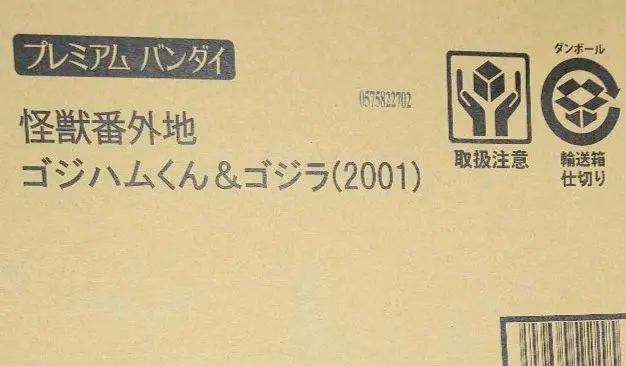 プレミアム バンダイ
0575822702
怪獣番外地
ゴジハムくん&ゴジラ(2001)
取扱注意
ダンボール
輸送箱
仕切り